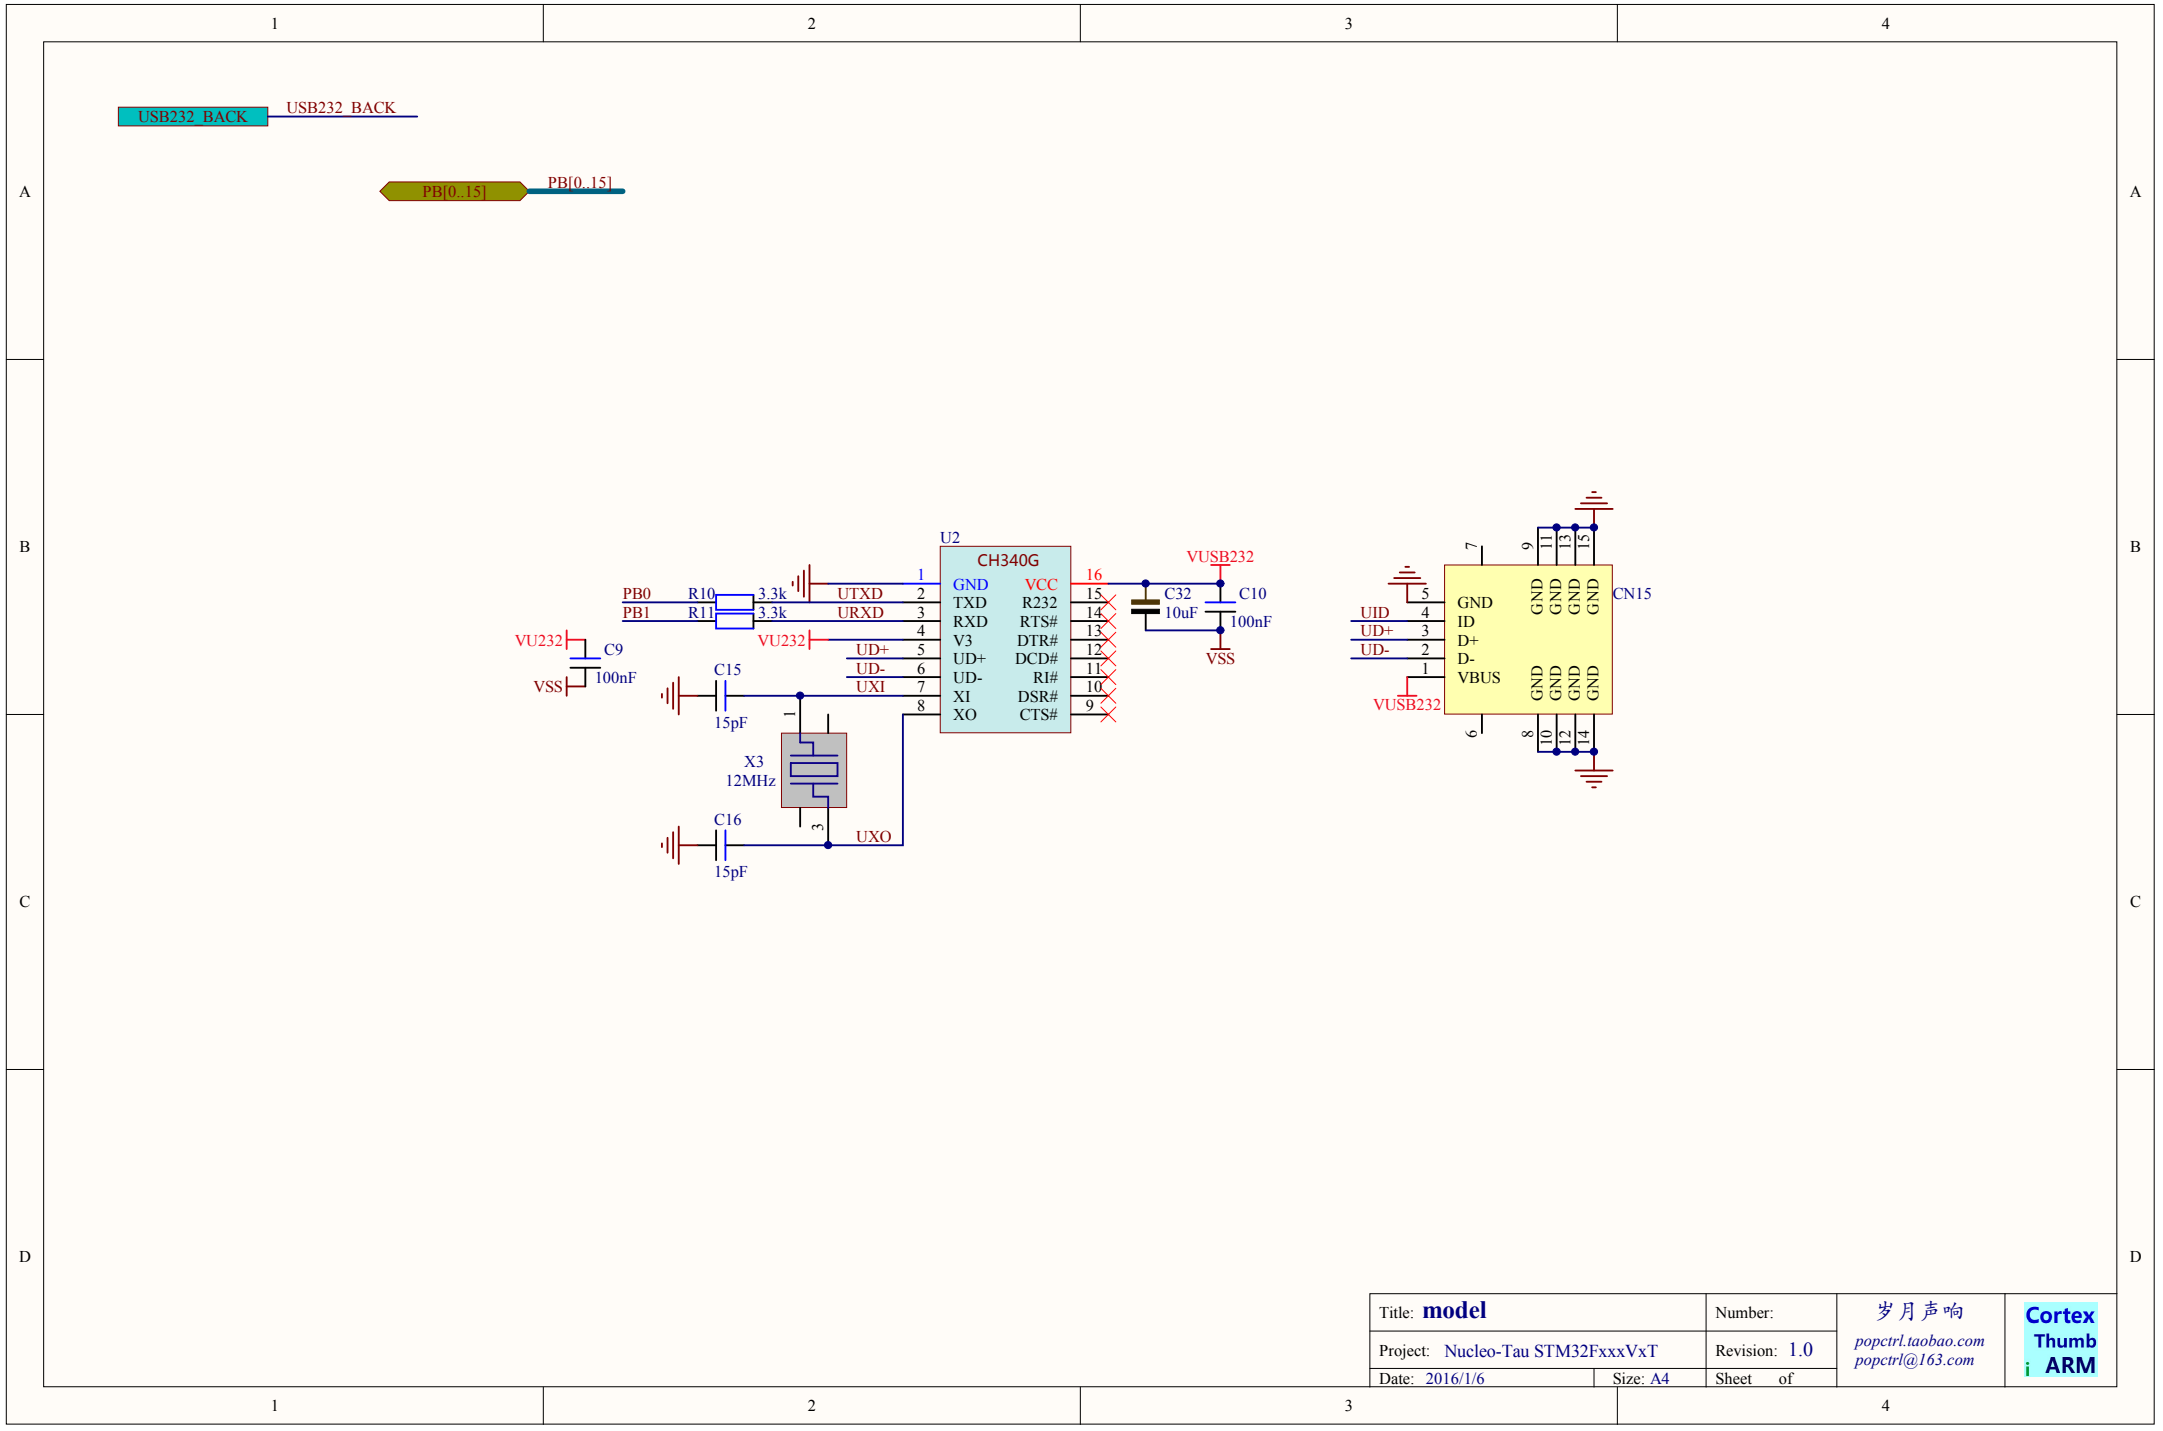 1 2 3 4
USB232_BACK USB232_BACK
A PB[0..15] PB[0..15] A
B B
U2
CH340G
1 GND
2 TXD
3 RXD
4 V3
5 UD+
6 UD-
7 XI
8 XO
VCC 16
R232 15
RTS# 14
DTR# 13
DCD# 12
RI# 11
DSR# 10
CTS# 9
PB0 R10 3.3k UTXD
PB1 R11 3.3k URXD
VU232
UD+
UD-
UXI
VU232
C9
100nF
VSS
C15
15pF
1
X3
12MHz
3
C16
15pF
UXO
VUSB232
C32
10uF
C10
100nF
VSS
CN15
7
9 11 13 15
GND GND GND GND
5 GND
UID 4 ID
UD+ 3 D+
UD- 2 D-
1 VBUS
VUSB232
GND GND GND GND
6
8 10 12 14
C C
D D
Title: model
Number:
Project: Nucleo-Tau STM32FxxxVxT
Revision: 1.0
Date: 2016/1/6
Size: A4
Sheet of
岁月声响
popctrl.taobao.com
popctrl@163.com
Cortex
Thumb
i ARM
1 2 3 4